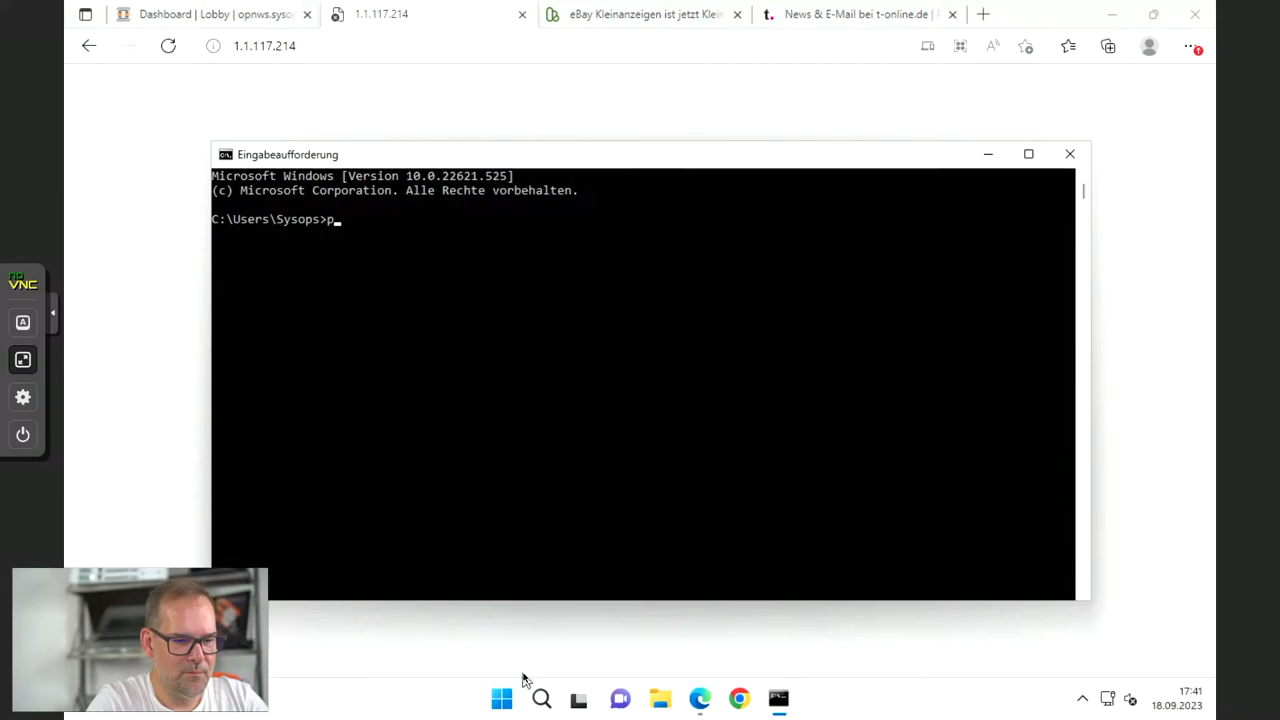 Dashboard | Lobby | opnws.syso
1.1.117.214
eBay Kleinanzeigen ist jetzt Klein
t. News & E-Mail bei t-online.de |
1.1.117.214
Eingabeaufforderung
Microsoft Windows [Version 10.0.22621.525]
(c) Microsoft Corporation. Alle Rechte vorbehalten.
C:\Users\Sysops>p
no
VNC
A
17:41
18.09.2023